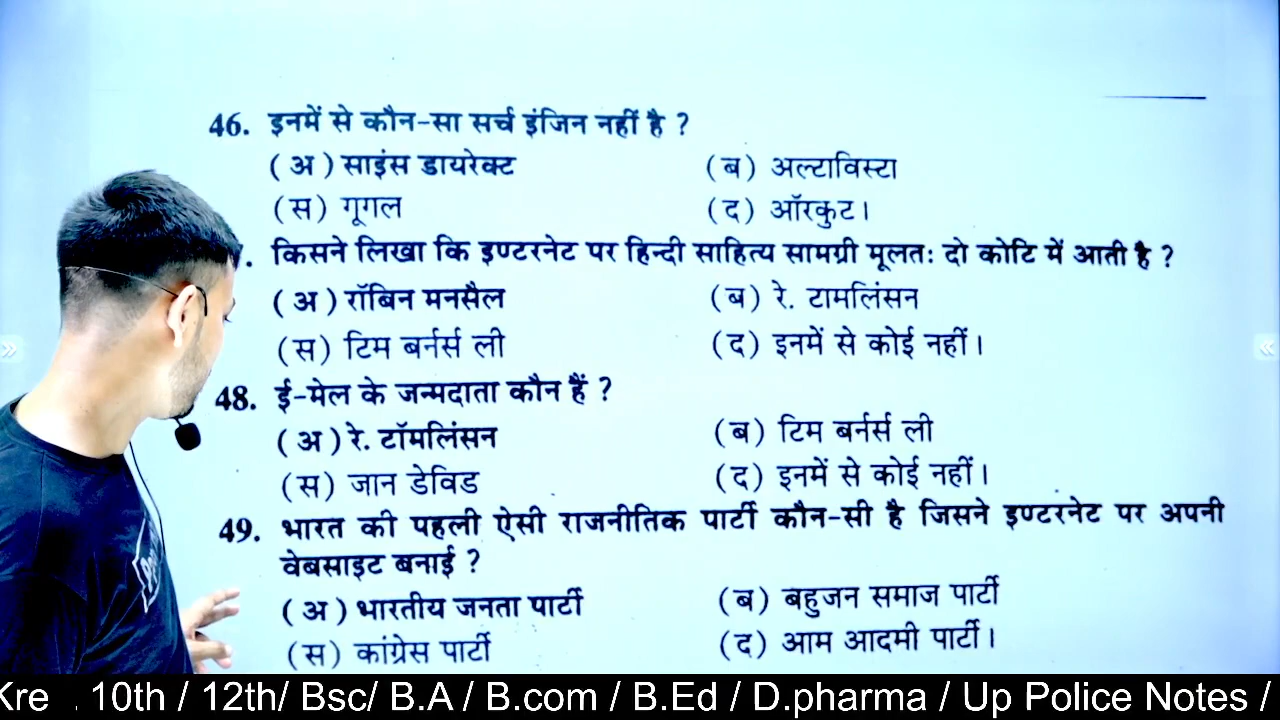 46. इनमें से कौन-सा सर्च इंजिन नहीं है ?
(अ) साइंस डायरेक्ट (ब) अल्टाविस्टा
(स) गूगल (द) ऑरकुट।
. किसने लिखा कि इण्टरनेट पर हिन्दी साहित्य सामग्री मूलतः दो कोटि में आती है ?
(अ) रॉबिन मनसैल (ब) रे. टामलिंसन
(स) टिम बर्नर्स ली (द) इनमें से कोई नहीं।
48. ई-मेल के जन्मदाता कौन हैं ?
(अ) रे. टॉमलिंसन (ब) टिम बर्नर्स ली
(स) जान डेविड (द) इनमें से कोई नहीं।
49. भारत की पहली ऐसी राजनीतिक पार्टी कौन-सी है जिसने इण्टरनेट पर अपनी
वेबसाइट बनाई ?
(अ) भारतीय जनता पार्टी (ब) बहुजन समाज पार्टी
(स) कांग्रेस पार्टी (द) आम आदमी पार्टी।
Kre . 10th / 12th/ Bsc/ B.A / B.com / B.Ed / D.pharma / Up Police Notes /